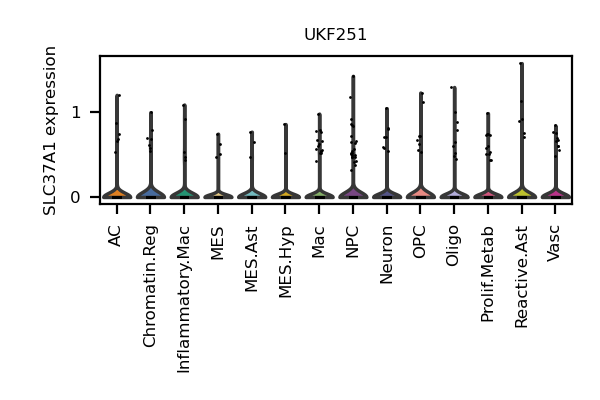 UKF251
SLC37A1 expression
1
0
AC
Chromatin.Reg
Inflammatory.Mac
MES
MES.Ast
MES.Hyp
Mac
NPC
Neuron
OPC
Oligo
Prolif.Metab
Reactive.Ast
Vasc